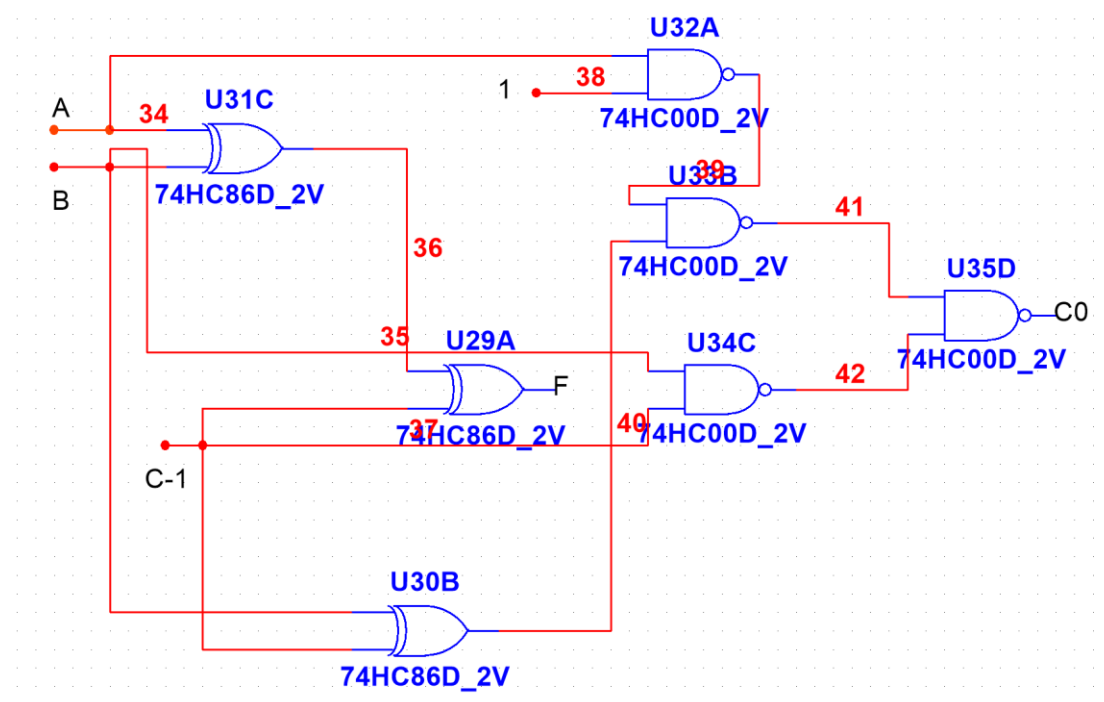 U32A
1
38
74HC00D_2V
A
34
U31C
B
74HC86D_2V
39
U33B
74HC00D_2V
41
36
U35D
C0
74HC00D_2V
35
U29A
F
74HC86D_2V
37
U34C
42
40
74HC00D_2V
C-1
U30B
74HC86D_2V